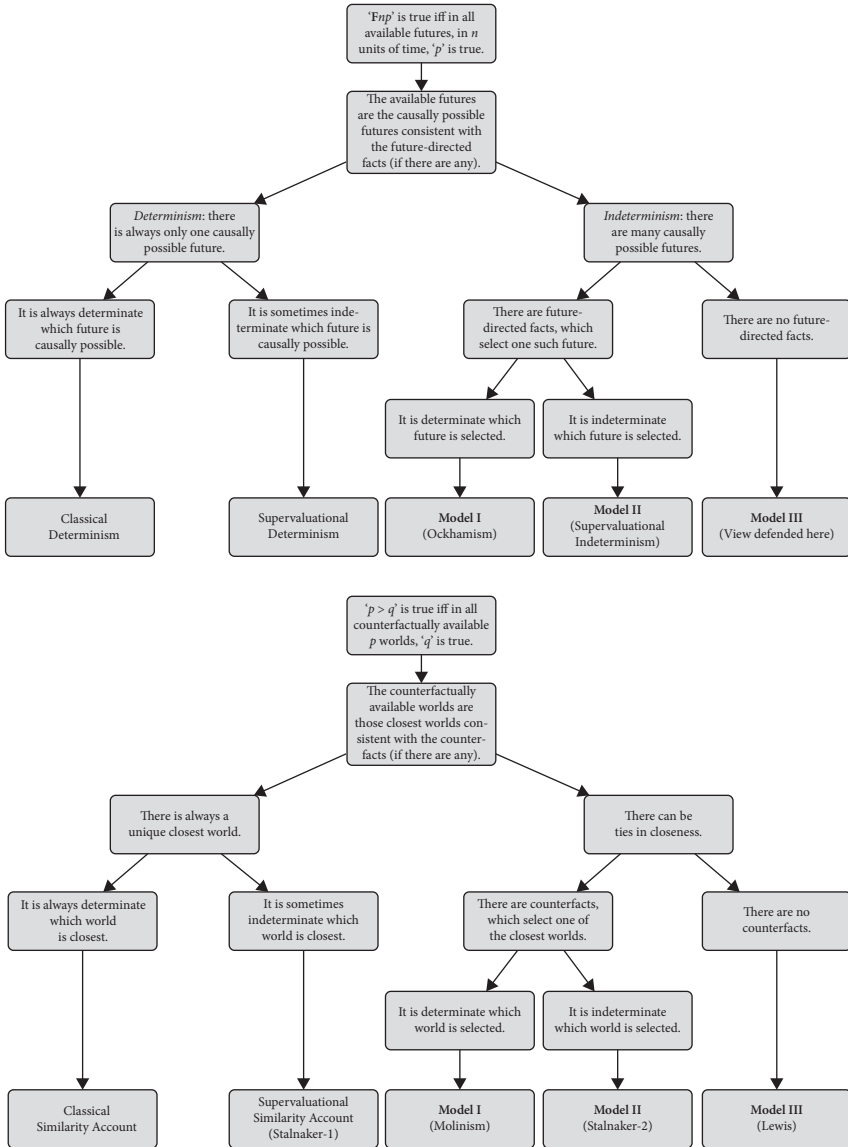 ‘Fnp’ is true iff in all
available futures, in n
units of time, ‘p’ is true.
The available futures
are the causally possible
futures consistent with
the future-directed
facts (if there are any).
Determinism: there
is always only one causally
possible future.
Indeterminism: there
are many causally
possible futures.
It is always determinate
which future is
causally possible.
It is sometimes inde-
terminate which future is
causally possible.
There are future-
directed facts, which
select one such future.
There are no future-
directed facts.
It is determinate which
future is selected.
It is indeterminate
which future is selected.
Classical
Determinism
Supervaluational
Determinism
Model I
(Ockhamism)
Model II
(Supervaluational
Indeterminism)
Model III
(View defended here)
‘p > q’ is true iff in all
counterfactually available
p worlds, ‘q’ is true.
The counterfactually
available worlds are
those closest worlds con-
sistent with the counter-
facts (if there are any).
There is always a
unique closest world.
There can be
ties in closeness.
It is always determinate
which world
is closest.
It is sometimes
indeterminate which
world is closest.
There are counterfacts,
which select one of
the closest worlds.
There are no
counterfacts.
It is determinate which
world is selected.
It is indeterminate
which world is selected.
Classical
Similarity Account
Supervaluational
Similarity Account
(Stalnaker-1)
Model I
(Molinism)
Model II
(Stalnaker-2)
Model III
(Lewis)